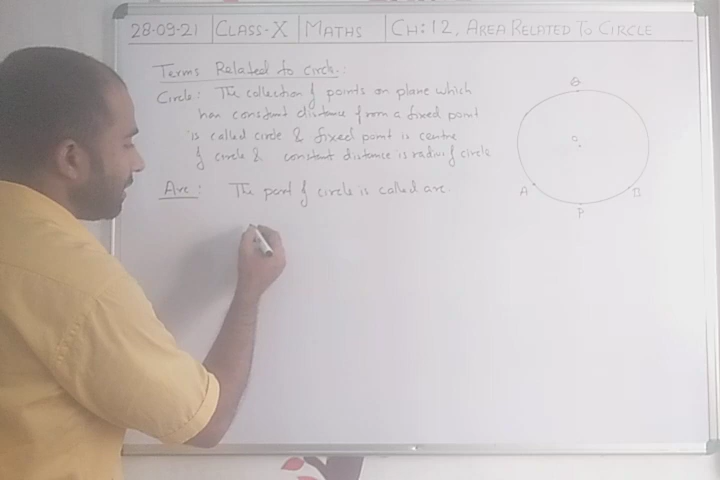 28-09-21 CLASS-X MATHS CH:12, AREA RELATED TO CIRCLE
Terms Related to circle:
Circle: The collection of points on plane which
has constant distance from a fixed point
is called circle & fixed point is centre
of circle & constant distance is radius of circle
Arc: The part of circle is called arc.
Q
O
A
B
P